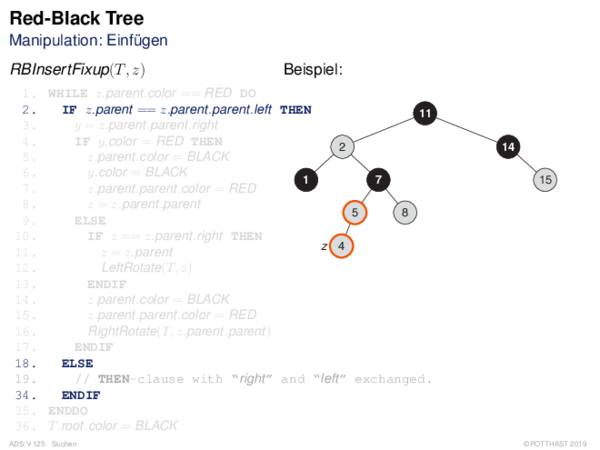 Red-Black Tree
Manipulation: Einfügen
RBInsertFixup(T, z)
1. WHILE z.parent.color == RED DO
2. IF z.parent == z.parent.parent.left THEN
3. y = z.parent.parent.right
4. IF y.color = RED THEN
5. z.parent.color = BLACK
6. y.color = BLACK
7. z.parent.parent.color = RED
8. z = z.parent.parent
9. ELSE
10. IF z == z.parent.right THEN
11. z = z.parent
12. LeftRotate(T, z)
13. ENDIF
14. z.parent.color = BLACK
15. z.parent.parent.color = RED
16. RightRotate(T, z.parent.parent)
17. ENDIF
18. ELSE
19. // THEN-clause with "right" and "left" exchanged.
34. ENDIF
35. ENDDO
36. T.root.color = BLACK
Beispiel:
11
2
14
1
7
15
5
8
z 4
ADS:V-125 Suchen
©POTTHAST 2019